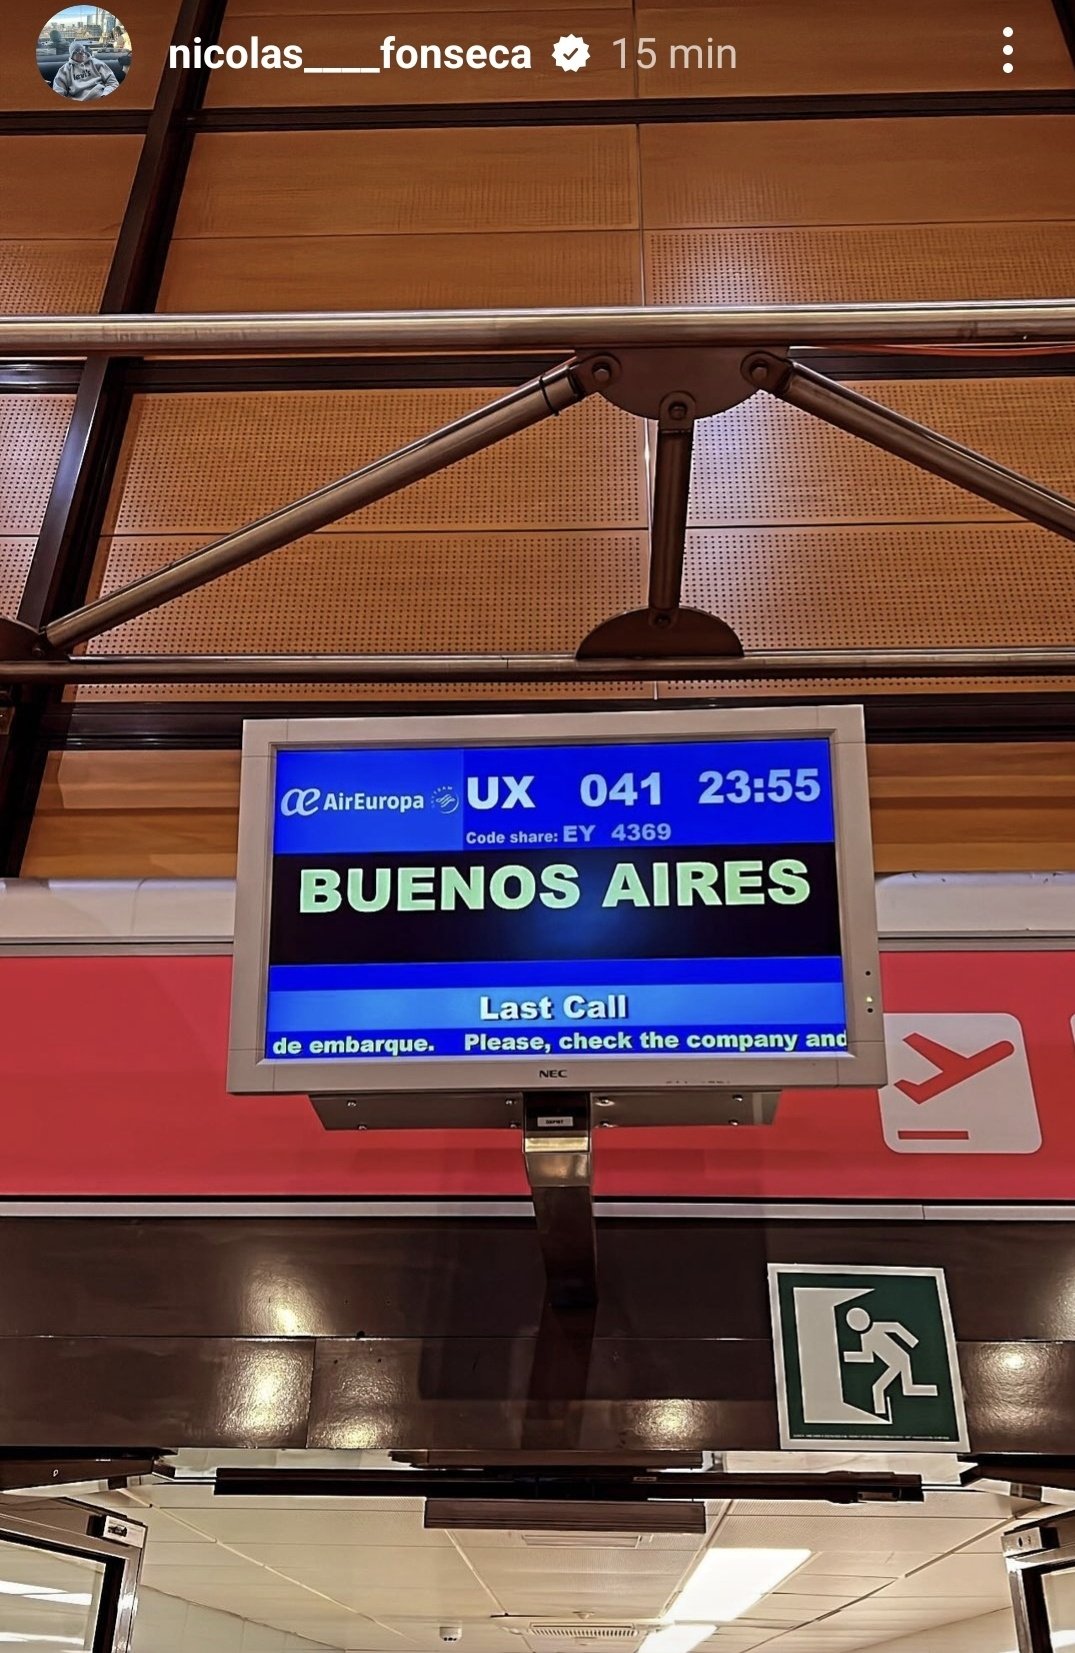 nicolas____fonseca 15 min
AirEuropa UX 041 23:55
Code share: EY 4369
BUENOS AIRES
Last Call
de embarque. Please, check the company and
NEC